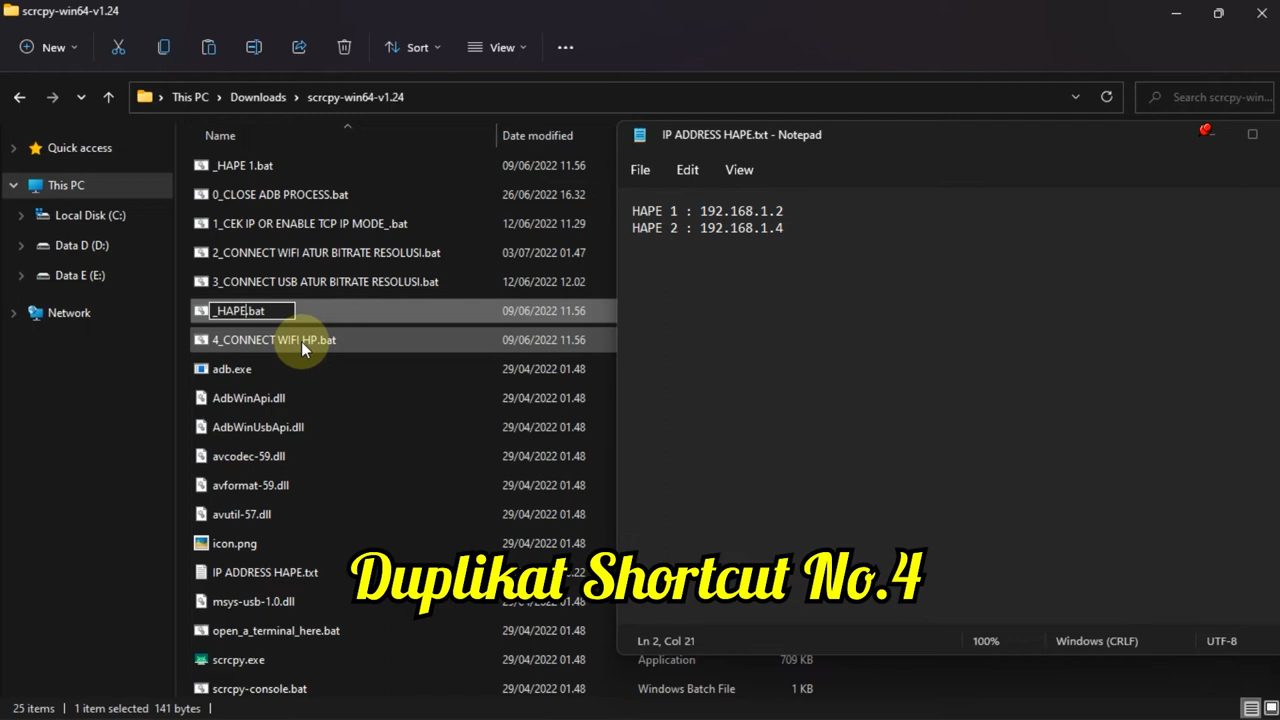 scrcpy-win64-v1.24
New
Sort
View
This PC > Downloads > scrcpy-win64-v1.24
Search scrcpy-win...
Quick access
This PC
Local Disk (C:)
Data D (D:)
Data E (E:)
Network
Name
Date modified
_HAPE 1.bat
09/06/2022 11.56
0_CLOSE ADB PROCESS.bat
26/06/2022 16.32
1_CEK IP OR ENABLE TCP IP MODE_.bat
12/06/2022 11.29
2_CONNECT WIFI ATUR BITRATE RESOLUSI.bat
03/07/2022 01.47
3_CONNECT USB ATUR BITRATE RESOLUSI.bat
12/06/2022 12.02
_HAPE.bat
09/06/2022 11.56
4_CONNECT WIFI HP.bat
09/06/2022 11.56
adb.exe
29/04/2022 01.48
AdbWinApi.dll
29/04/2022 01.48
AdbWinUsbApi.dll
29/04/2022 01.48
avcodec-59.dll
29/04/2022 01.48
avformat-59.dll
29/04/2022 01.48
avutil-57.dll
29/04/2022 01.48
icon.png
29/04/2022 01.48
IP ADDRESS HAPE.txt
msys-usb-1.0.dll
29/04/2022 01.48
open_a_terminal_here.bat
29/04/2022 01.48
scrcpy.exe
29/04/2022 01.48
Application
709 KB
scrcpy-console.bat
29/04/2022 01.48
Windows Batch File
1 KB
25 items
1 item selected 141 bytes
IP ADDRESS HAPE.txt - Notepad
File
Edit
View
HAPE 1 : 192.168.1.2
HAPE 2 : 192.168.1.4
Ln 2, Col 21
100%
Windows (CRLF)
UTF-8
Duplikat Shortcut No.4